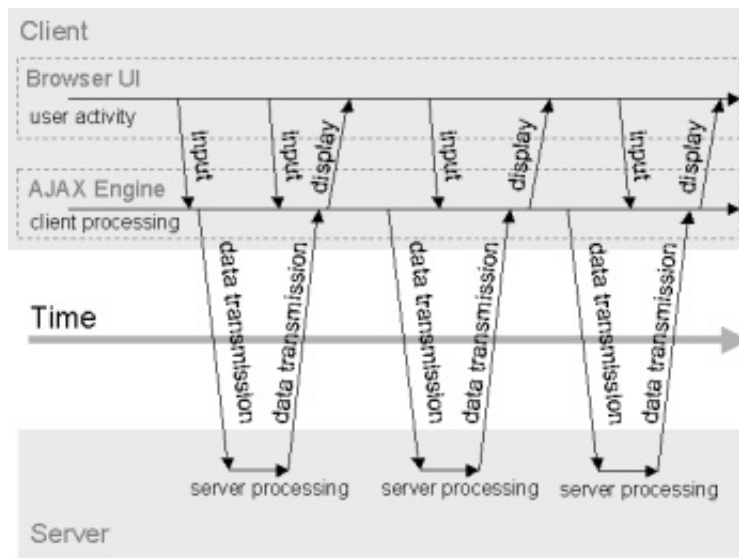 Client
Browser UI
user activity
input
input
display
input
display
input
display
AJAX Engine
client processing
data transmission
data transmission
data transmission
data transmission
data transmission
data transmission
Time
server processing
server processing
server processing
Server